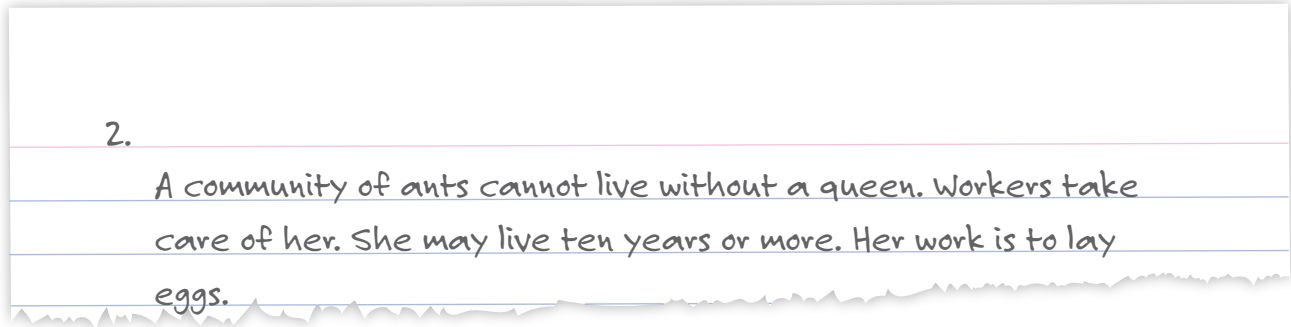 2.
A community of ants cannot live without a queen. Workers take
care of her. She may live ten years or more. Her work is to lay
eggs.